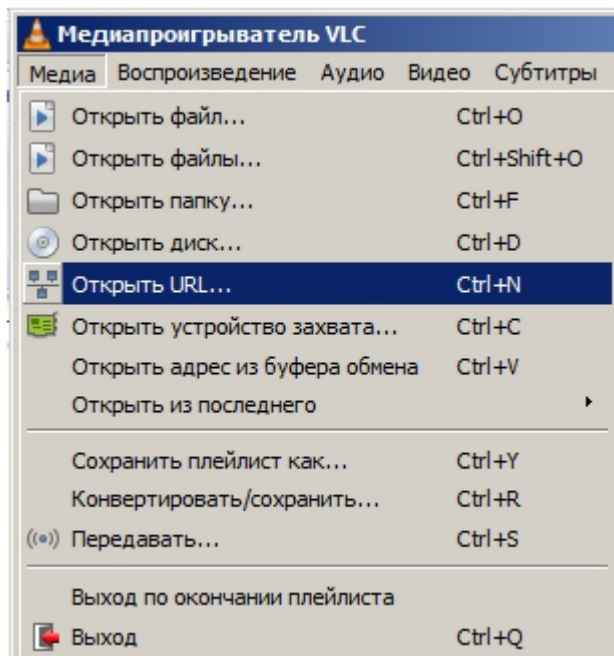 Медиапроигрыватель VLC
Медиа Воспроизведение Аудио Видео Субтитры
Открыть файл... Ctrl+O
Открыть файлы... Ctrl+Shift+O
Открыть папку... Ctrl+F
Открыть диск... Ctrl+D
Открыть URL... Ctrl+N
Открыть устройство захвата... Ctrl+C
Открыть адрес из буфера обмена Ctrl+V
Открыть из последнего
Сохранить плейлист как... Ctrl+Y
Конвертировать/сохранить... Ctrl+R
Передавать... Ctrl+S
Выход по окончании плейлиста
Выход Ctrl+Q